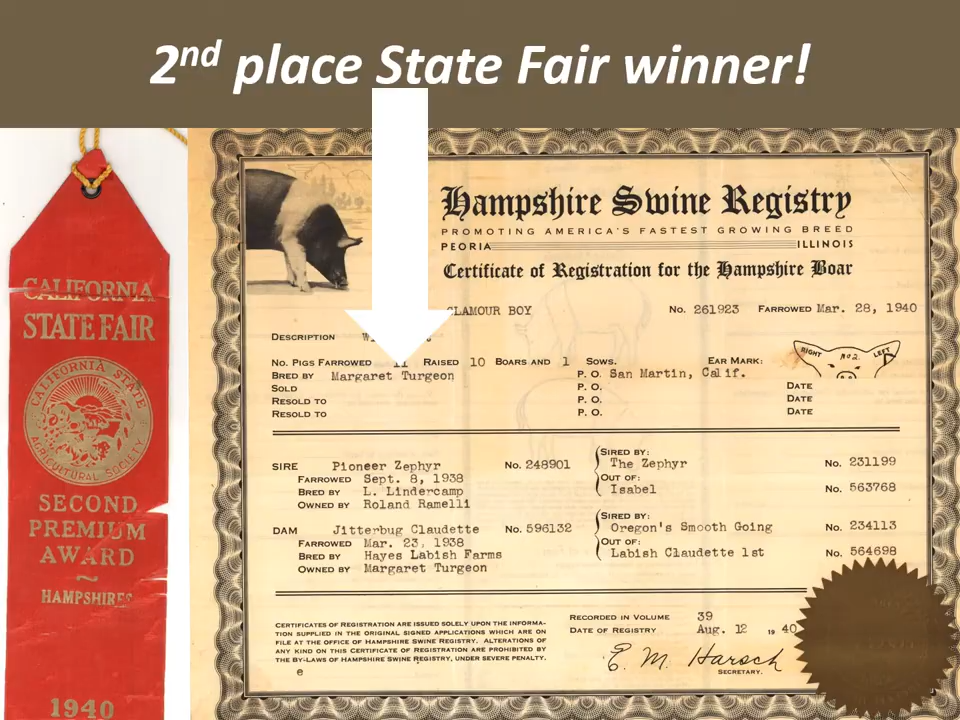 2nd place State Fair winner!
CALIFORNIA
STATE FAIR
CALIFORNIA STATE
AGRICULTURAL SOCIETY
SECOND
PREMIUM
AWARD
~
HAMPSHIRES
1940
Hampshire Swine Registry
PROMOTING AMERICA'S FASTEST GROWING BREED
PEORIA ILLINOIS
Certificate of Registration for the Hampshire Boar
GLAMOUR BOY No. 261923 FARROWED Mar. 28, 1940
DESCRIPTION
No. PIGS FARROWED 11 RAISED 10 BOARS AND 1 SOWS. EAR MARK: RIGHT No 2. LEFT
BRED BY Margaret Turgeon P. O. San Martin, Calif.
SOLD P. O. DATE
RESOLD TO P. O. DATE
RESOLD TO P. O. DATE
SIRE Pioneer Zephyr No. 248901
FARROWED Sept. 8, 1938
BRED BY L. Lindercamp
OWNED BY Roland Ramelli
SIRED BY:
The Zephyr No. 231199
OUT OF:
Isabel No. 563768
DAM Jitterbug Claudette No. 596132
FARROWED Mar. 23, 1938
BRED BY Hayes Labish Farms
OWNED BY Margaret Turgeon
SIRED BY:
Oregon's Smooth Going No. 234113
OUT OF:
Labish Claudette 1st No. 564698
CERTIFICATES OF REGISTRATION ARE ISSUED SOLELY UPON THE INFORMA-
TION SUPPLIED IN THE ORIGINAL SIGNED APPLICATIONS WHICH ARE ON
FILE AT THE OFFICE OF HAMPSHIRE SWINE REGISTRY. ALTERATIONS OF
ANY KIND ON THIS CERTIFICATE OF REGISTRATION ARE PROHIBITED BY
THE BY-LAWS OF HAMPSHIRE SWINE REGISTRY, UNDER SEVERE PENALTY.
e
RECORDED IN VOLUME 39
DATE OF REGISTRY Aug. 12 1940
E. M. Harsch
SECRETARY.